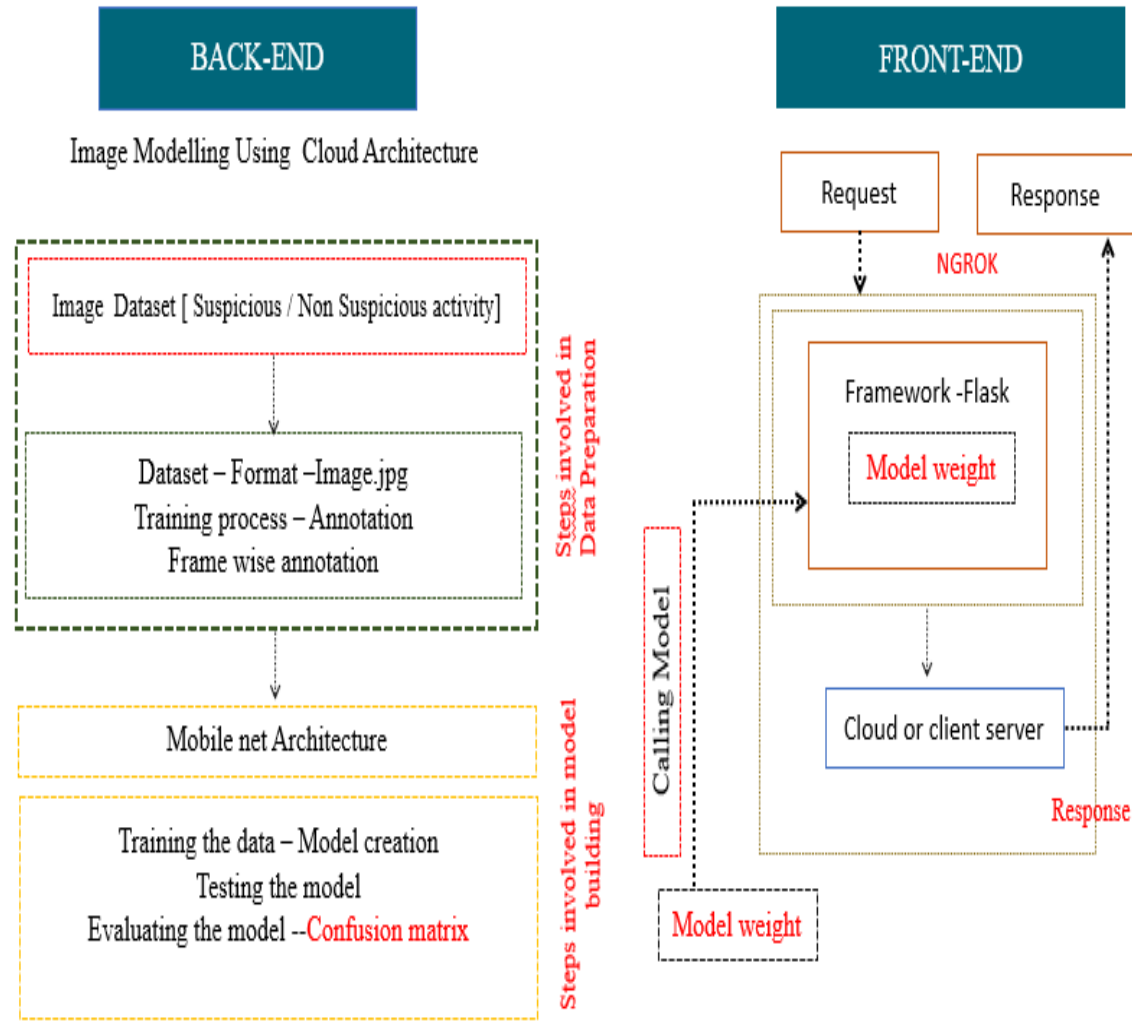 BACK-END
Image Modelling Using Cloud Architecture
Image Dataset [ Suspicious / Non Suspicious activity]
Dataset – Format –Image.jpg
Training process – Annotation
Frame wise annotation
Steps involved in
Data Preparation
Mobile net Architecture
Training the data – Model creation
Testing the model
Evaluating the model --Confusion matrix
Steps involved in model
building
FRONT-END
Request
Response
NGROK
Framework -Flask
Model weight
Calling Model
Cloud or client server
Response
Model weight